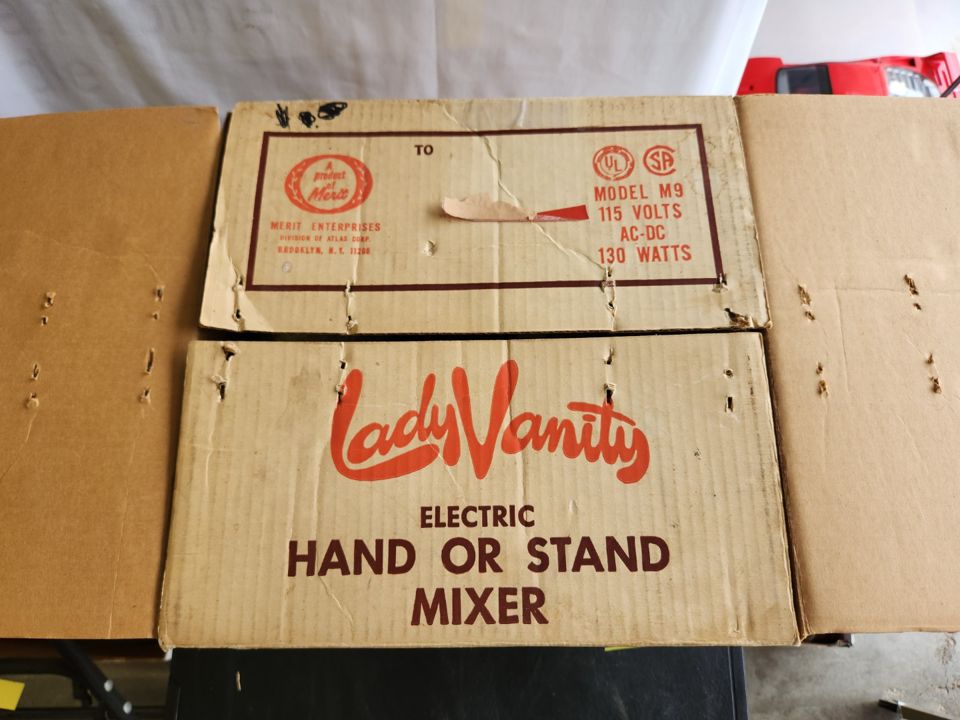 TO
A
product
of
Merit
MERIT ENTERPRISES
DIVISION OF ATLAS CORP.
BROOKLYN, N.Y. 11206
UL
SA
MODEL M9
115 VOLTS
AC-DC
130 WATTS
Lady Vanity
ELECTRIC
HAND OR STAND
MIXER